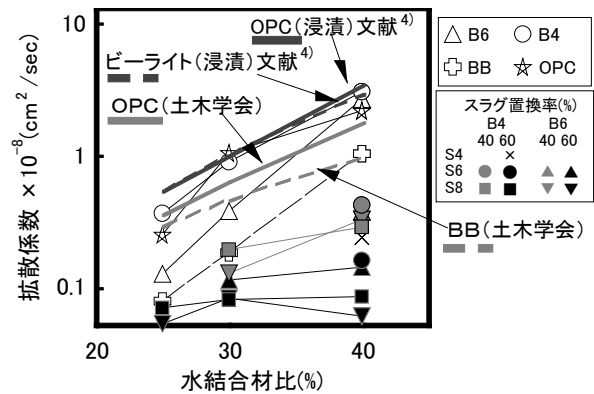 OPC(浸漬)文献4)
ビーライト(浸漬)文献4)
OPC(土木学会)
BB(土木学会)
拡散係数 ×10-8(cm2/sec)
10
1
0.1
20 30 40
水結合材比(%)
B6 B4
BB OPC
スラグ置換率(%)
B4 B6
40 60 40 60
S4
S6
S8